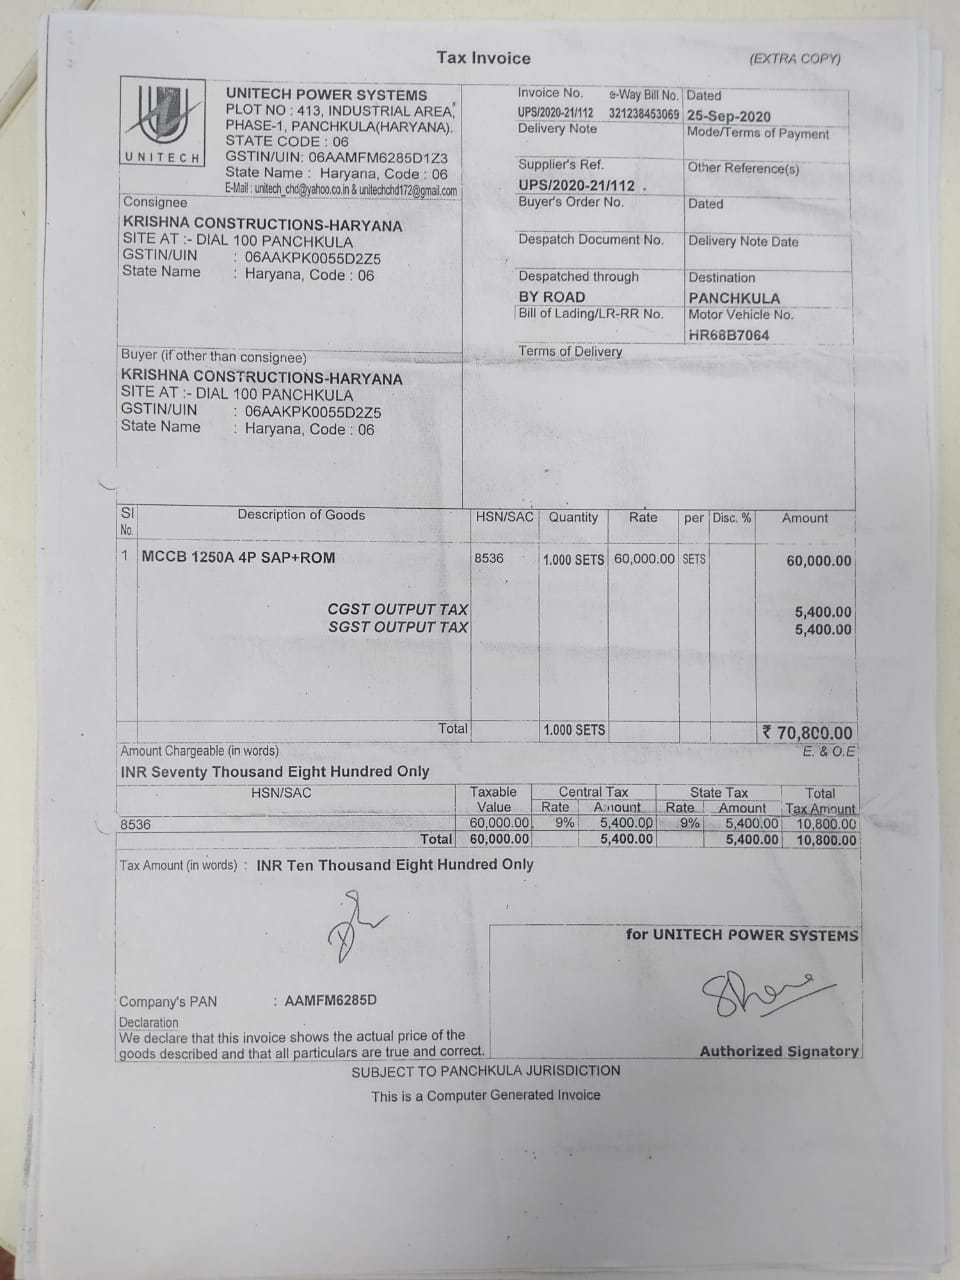 Tax Invoice
(EXTRA COPY)
UNITECH
UNITECH POWER SYSTEMS
PLOT NO : 413, INDUSTRIAL AREA,
PHASE-1, PANCHKULA(HARYANA).
STATE CODE : 06
GSTIN/UIN: 06AAMFM6285D1Z3
State Name : Haryana, Code : 06
E-Mail : unitech_chd@yahoo.co.in & unitechchd172@gmail.com
Invoice No. e-Way Bill No. Dated
UPS/2020-21/112 321238453069 25-Sep-2020
Delivery Note Mode/Terms of Payment
Supplier's Ref. Other Reference(s)
UPS/2020-21/112
Buyer's Order No. Dated
Despatch Document No. Delivery Note Date
Despatched through Destination
BY ROAD PANCHKULA
Bill of Lading/LR-RR No. Motor Vehicle No.
HR68B7064
Terms of Delivery
Consignee
KRISHNA CONSTRUCTIONS-HARYANA
SITE AT :- DIAL 100 PANCHKULA
GSTIN/UIN : 06AAKPK0055D2Z5
State Name : Haryana, Code : 06
Buyer (if other than consignee)
KRISHNA CONSTRUCTIONS-HARYANA
SITE AT :- DIAL 100 PANCHKULA
GSTIN/UIN : 06AAKPK0055D2Z5
State Name : Haryana, Code : 06
Sl No. Description of Goods HSN/SAC Quantity Rate per Disc. % Amount
1 MCCB 1250A 4P SAP+ROM 8536 1.000 SETS 60,000.00 SETS 60,000.00
CGST OUTPUT TAX 5,400.00
SGST OUTPUT TAX 5,400.00
Total 1.000 SETS ₹ 70,800.00
Amount Chargeable (in words) E. & O.E
INR Seventy Thousand Eight Hundred Only
HSN/SAC Taxable Central Tax State Tax Total
Value Rate Amount Rate Amount Tax Amount
8536 60,000.00 9% 5,400.00 9% 5,400.00 10,800.00
Total 60,000.00 5,400.00 5,400.00 10,800.00
Tax Amount (in words) : INR Ten Thousand Eight Hundred Only
for UNITECH POWER SYSTEMS
Company's PAN : AAMFM6285D
Declaration
We declare that this invoice shows the actual price of the
goods described and that all particulars are true and correct.
Authorized Signatory
SUBJECT TO PANCHKULA JURISDICTION
This is a Computer Generated Invoice